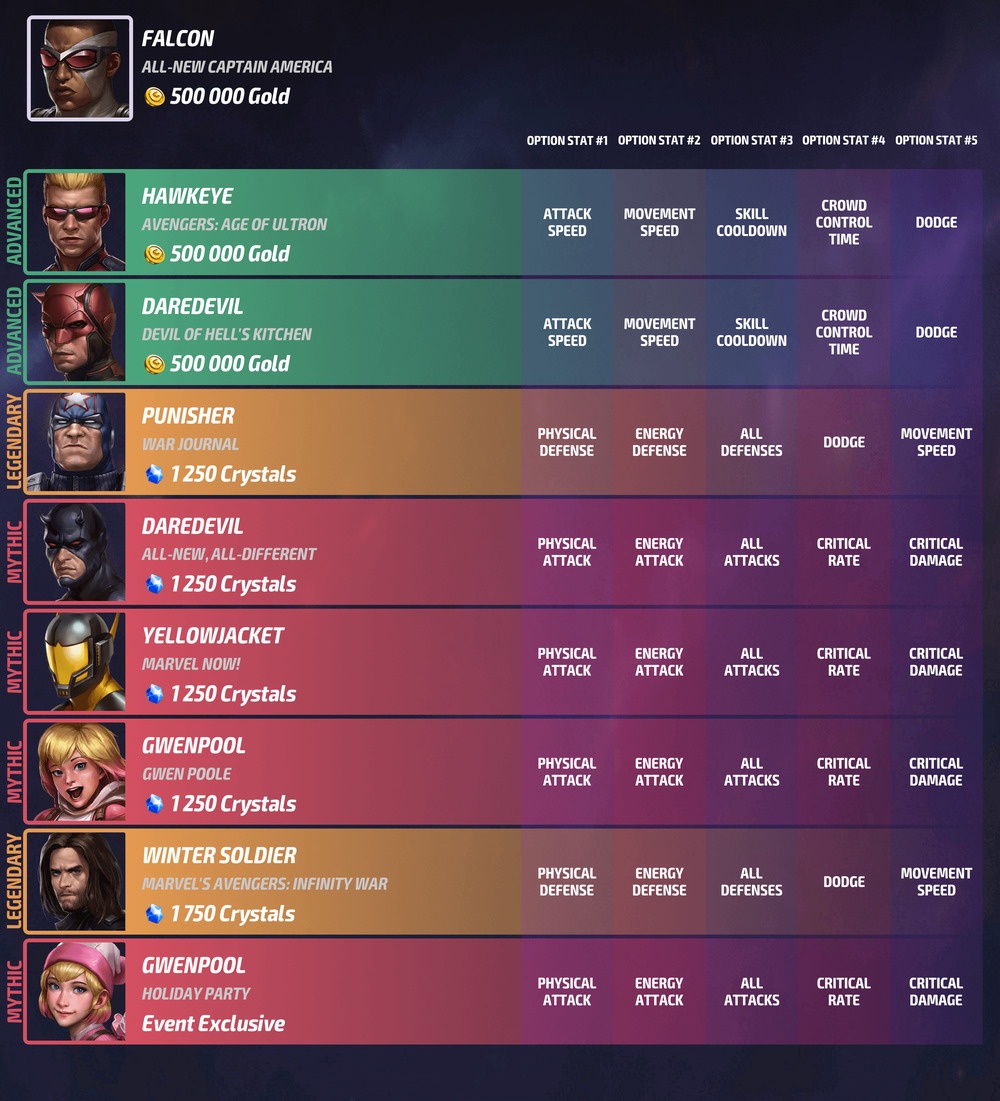 FALCON
ALL-NEW CAPTAIN AMERICA
500 000 Gold
OPTION STAT #1 OPTION STAT #2 OPTION STAT #3 OPTION STAT #4 OPTION STAT #5
ADVANCED
HAWKEYE
AVENGERS: AGE OF ULTRON
500 000 Gold
ATTACK
SPEED
MOVEMENT
SPEED
SKILL
COOLDOWN
CROWD
CONTROL
TIME
DODGE
ADVANCED
DAREDEVIL
DEVIL OF HELL'S KITCHEN
500 000 Gold
ATTACK
SPEED
MOVEMENT
SPEED
SKILL
COOLDOWN
CROWD
CONTROL
TIME
DODGE
LEGENDARY
PUNISHER
WAR JOURNAL
1 250 Crystals
PHYSICAL
DEFENSE
ENERGY
DEFENSE
ALL
DEFENSES
DODGE
MOVEMENT
SPEED
MYTHIC
DAREDEVIL
ALL-NEW, ALL-DIFFERENT
1 250 Crystals
PHYSICAL
ATTACK
ENERGY
ATTACK
ALL
ATTACKS
CRITICAL
RATE
CRITICAL
DAMAGE
MYTHIC
YELLOWJACKET
MARVEL NOW!
1 250 Crystals
PHYSICAL
ATTACK
ENERGY
ATTACK
ALL
ATTACKS
CRITICAL
RATE
CRITICAL
DAMAGE
MYTHIC
GWENPOOL
GWEN POOLE
1 250 Crystals
PHYSICAL
ATTACK
ENERGY
ATTACK
ALL
ATTACKS
CRITICAL
RATE
CRITICAL
DAMAGE
LEGENDARY
WINTER SOLDIER
MARVEL'S AVENGERS: INFINITY WAR
1 750 Crystals
PHYSICAL
DEFENSE
ENERGY
DEFENSE
ALL
DEFENSES
DODGE
MOVEMENT
SPEED
MYTHIC
GWENPOOL
HOLIDAY PARTY
Event Exclusive
PHYSICAL
ATTACK
ENERGY
ATTACK
ALL
ATTACKS
CRITICAL
RATE
CRITICAL
DAMAGE